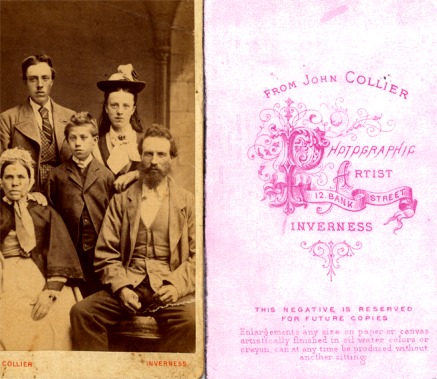 COLLIER INVERNESS
FROM JOHN COLLIER
PHOTOGRAPHIC
ARTIST
12. BANK STREET
INVERNESS
THIS NEGATIVE IS RESERVED
FOR FUTURE COPIES
Enlargements any size on paper or canvas
artistically finished in oil water colors or
crayon, can at any time be produced without
another sitting.